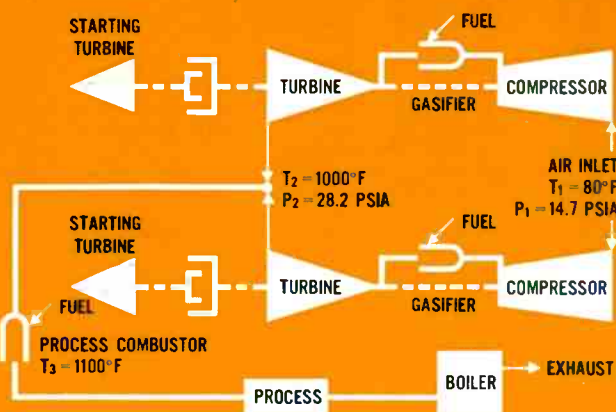 STARTING
TURBINE
FUEL
TURBINE
GASIFIER
COMPRESSOR
T₂ = 1000°F
P₂ = 28.2 PSIA
AIR INLET
T₁ = 80°F
P₁ = 14.7 PSIA
STARTING
TURBINE
FUEL
TURBINE
GASIFIER
COMPRESSOR
FUEL
PROCESS COMBUSTOR
T₃ = 1100°F
PROCESS
BOILER
EXHAUST